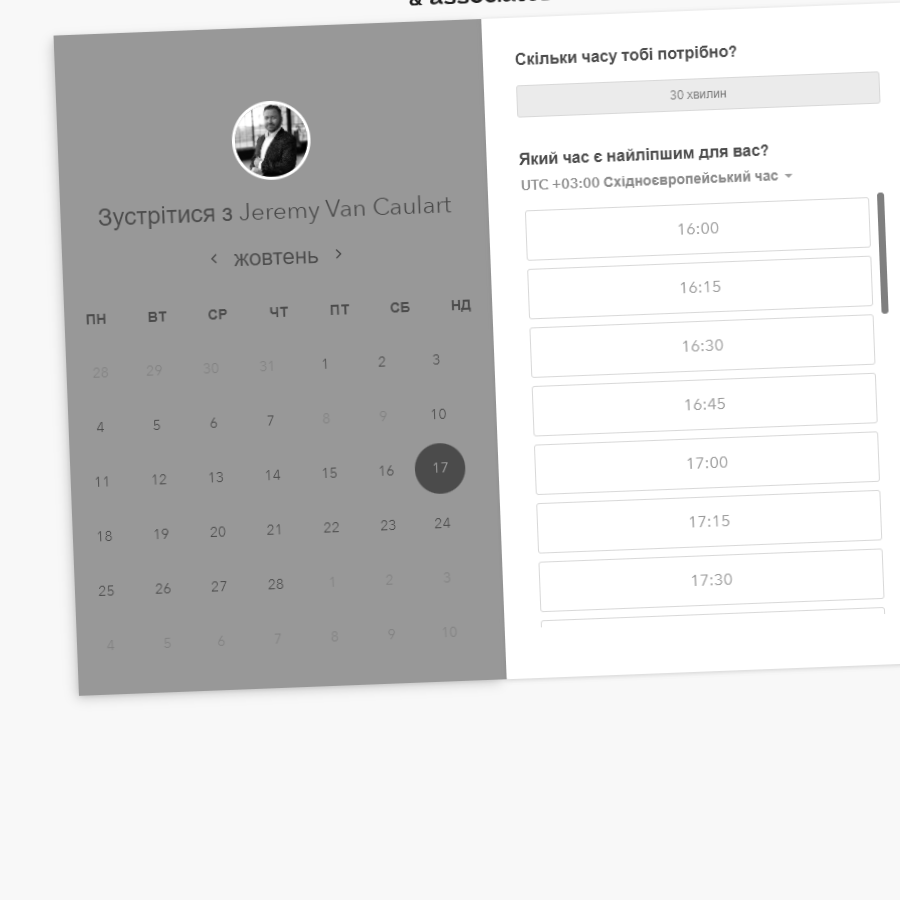 Зустрітися з Jeremy Van Caulart
жовтень
ПН ВТ СР ЧТ ПТ СБ НД
28 29 30 31 1 2 3
4 5 6 7 8 9 10
11 12 13 14 15 16 17
18 19 20 21 22 23 24
25 26 27 28 1 2 3
4 5 6 7 8 9 10
Скільки часу тобі потрібно?
30 хвилин
Який час є найліпшим для вас?
UTC +03:00 Східноєвропейський час
16:00
16:15
16:30
16:45
17:00
17:15
17:30